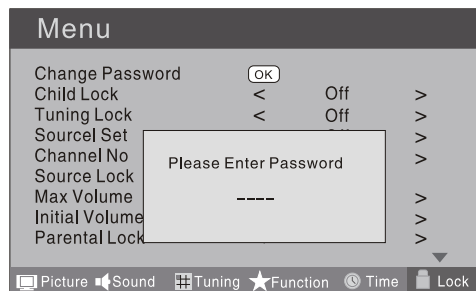 Menu
Change Password OK
Child Lock < Off >
Tuning Lock < Off >
Sourcel Set >
Channel No >
Source Lock
Max Volume >
Initial Volume >
Parental Lock >
Please Enter Password
----
Picture Sound Tuning Function Time Lock